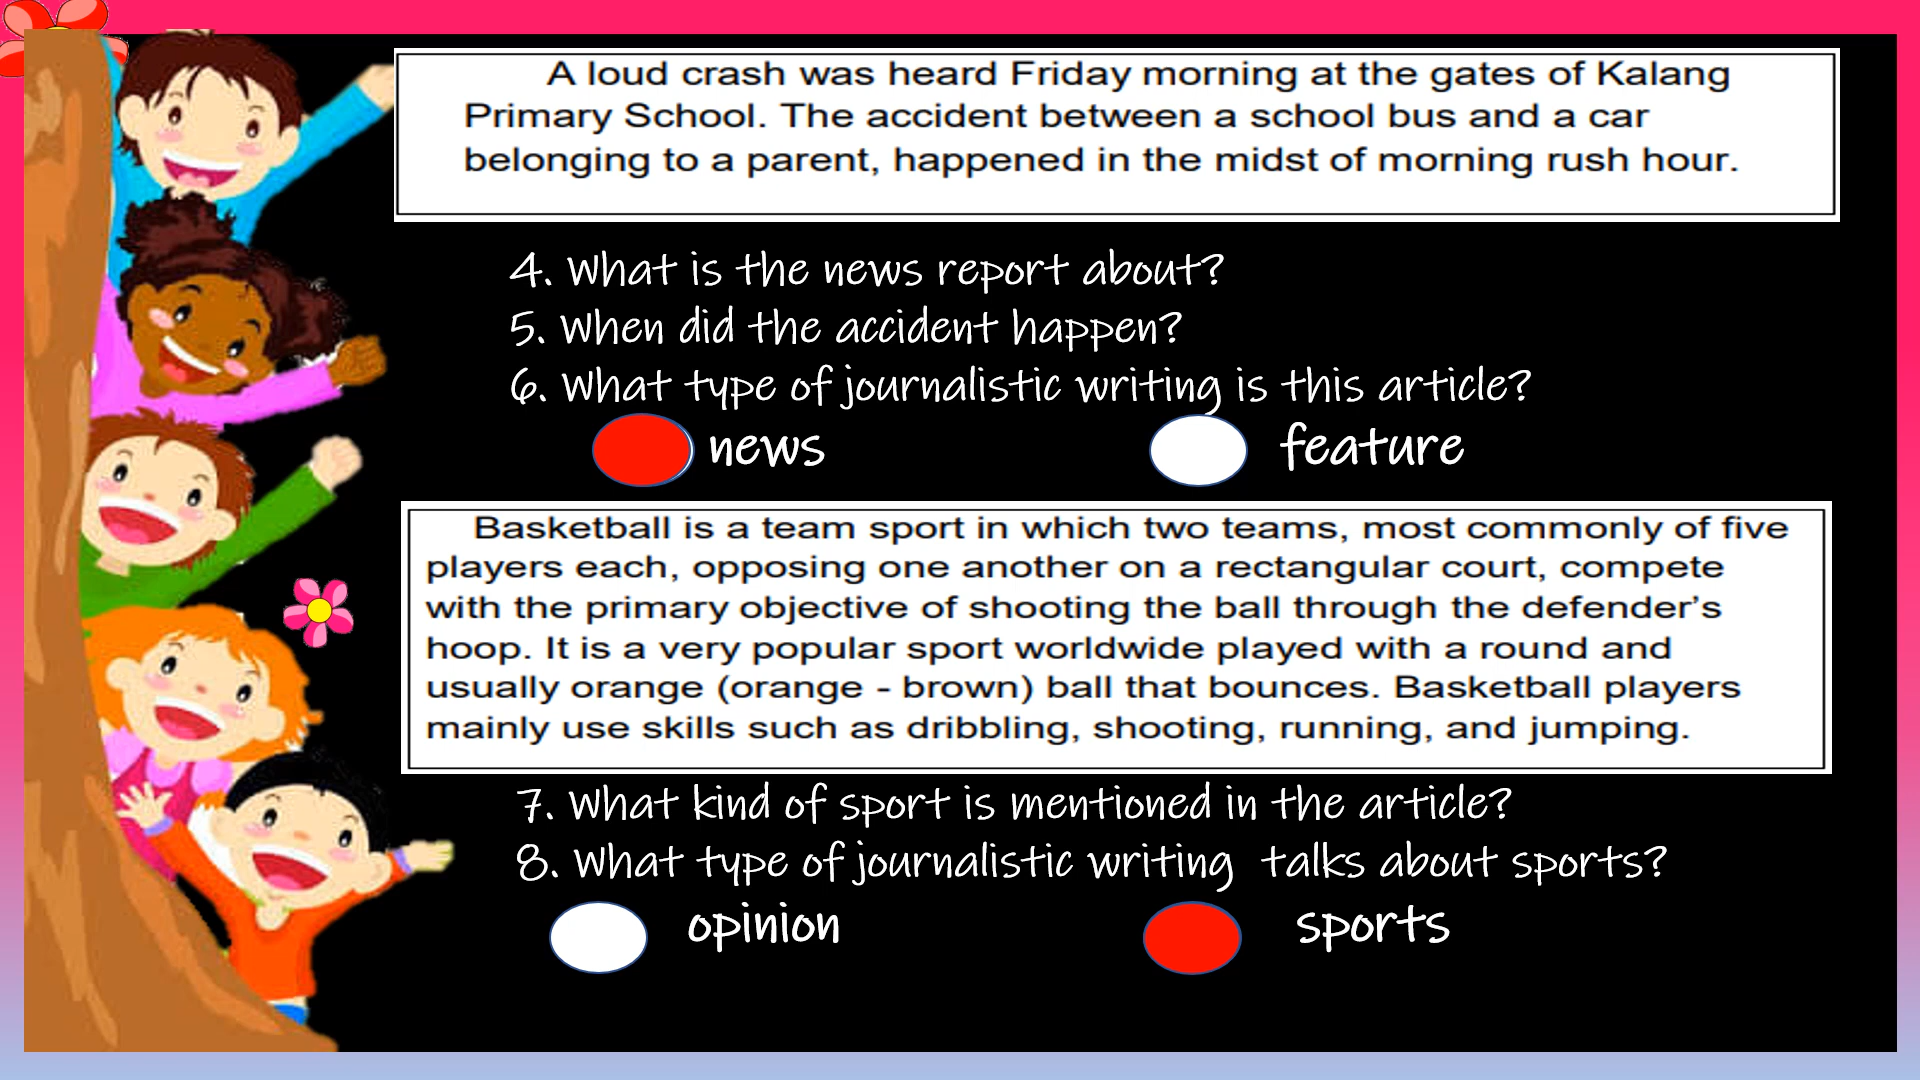 A loud crash was heard Friday morning at the gates of Kalang
Primary School. The accident between a school bus and a car
belonging to a parent, happened in the midst of morning rush hour.
4. What is the news report about?
5. When did the accident happen?
6. What type of journalistic writing is this article?
news feature
Basketball is a team sport in which two teams, most commonly of five
players each, opposing one another on a rectangular court, compete
with the primary objective of shooting the ball through the defender’s
hoop. It is a very popular sport worldwide played with a round and
usually orange (orange - brown) ball that bounces. Basketball players
mainly use skills such as dribbling, shooting, running, and jumping.
7. What kind of sport is mentioned in the article?
8. What type of journalistic writing talks about sports?
opinion sports